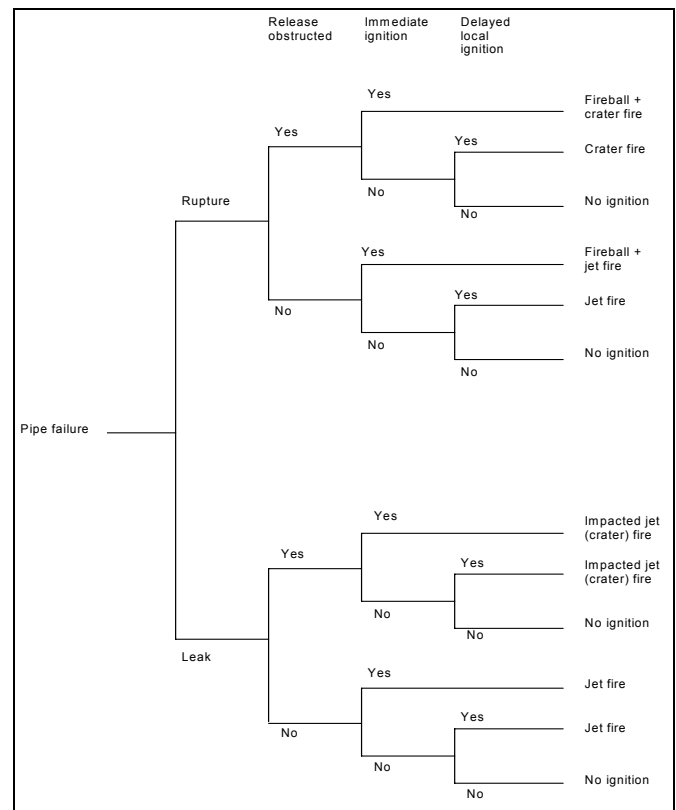 Release
obstructed
Immediate
ignition
Delayed
local
ignition
Yes
Fireball +
crater fire
Yes
Yes
Crater fire
No
Rupture
No ignition
No
Yes
Fireball +
jet fire
Yes
Jet fire
No
No
No ignition
No
Pipe failure
Yes
Impacted jet
(crater) fire
Yes
Yes
Impacted jet
(crater) fire
No
No ignition
No
Leak
Yes
Jet fire
Yes
Jet fire
No
No
No ignition
No